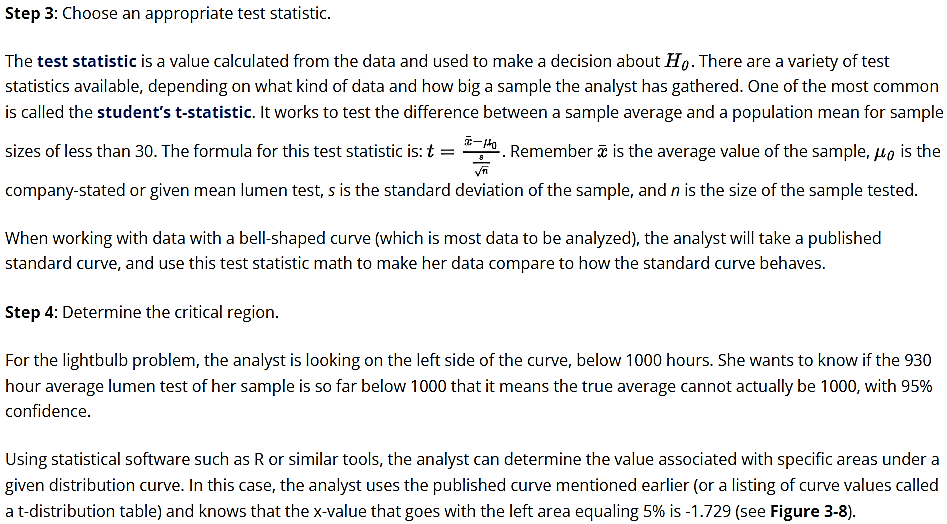 Step 3: Choose an appropriate test statistic.
The test statistic is a value calculated from the data and used to make a decision about H₀. There are a variety of test
statistics available, depending on what kind of data and how big a sample the analyst has gathered. One of the most common
is called the student’s t-statistic. It works to test the difference between a sample average and a population mean for sample
sizes of less than 30. The formula for this test statistic is: t = (x̄−μ₀)/(s/√n). Remember x̄ is the average value of the sample, μ₀ is the
company-stated or given mean lumen test, s is the standard deviation of the sample, and n is the size of the sample tested.
When working with data with a bell-shaped curve (which is most data to be analyzed), the analyst will take a published
standard curve, and use this test statistic math to make her data compare to how the standard curve behaves.
Step 4: Determine the critical region.
For the lightbulb problem, the analyst is looking on the left side of the curve, below 1000 hours. She wants to know if the 930
hour average lumen test of her sample is so far below 1000 that it means the true average cannot actually be 1000, with 95%
confidence.
Using statistical software such as R or similar tools, the analyst can determine the value associated with specific areas under a
given distribution curve. In this case, the analyst uses the published curve mentioned earlier (or a listing of curve values called
a t-distribution table) and knows that the x-value that goes with the left area equaling 5% is -1.729 (see Figure 3-8).